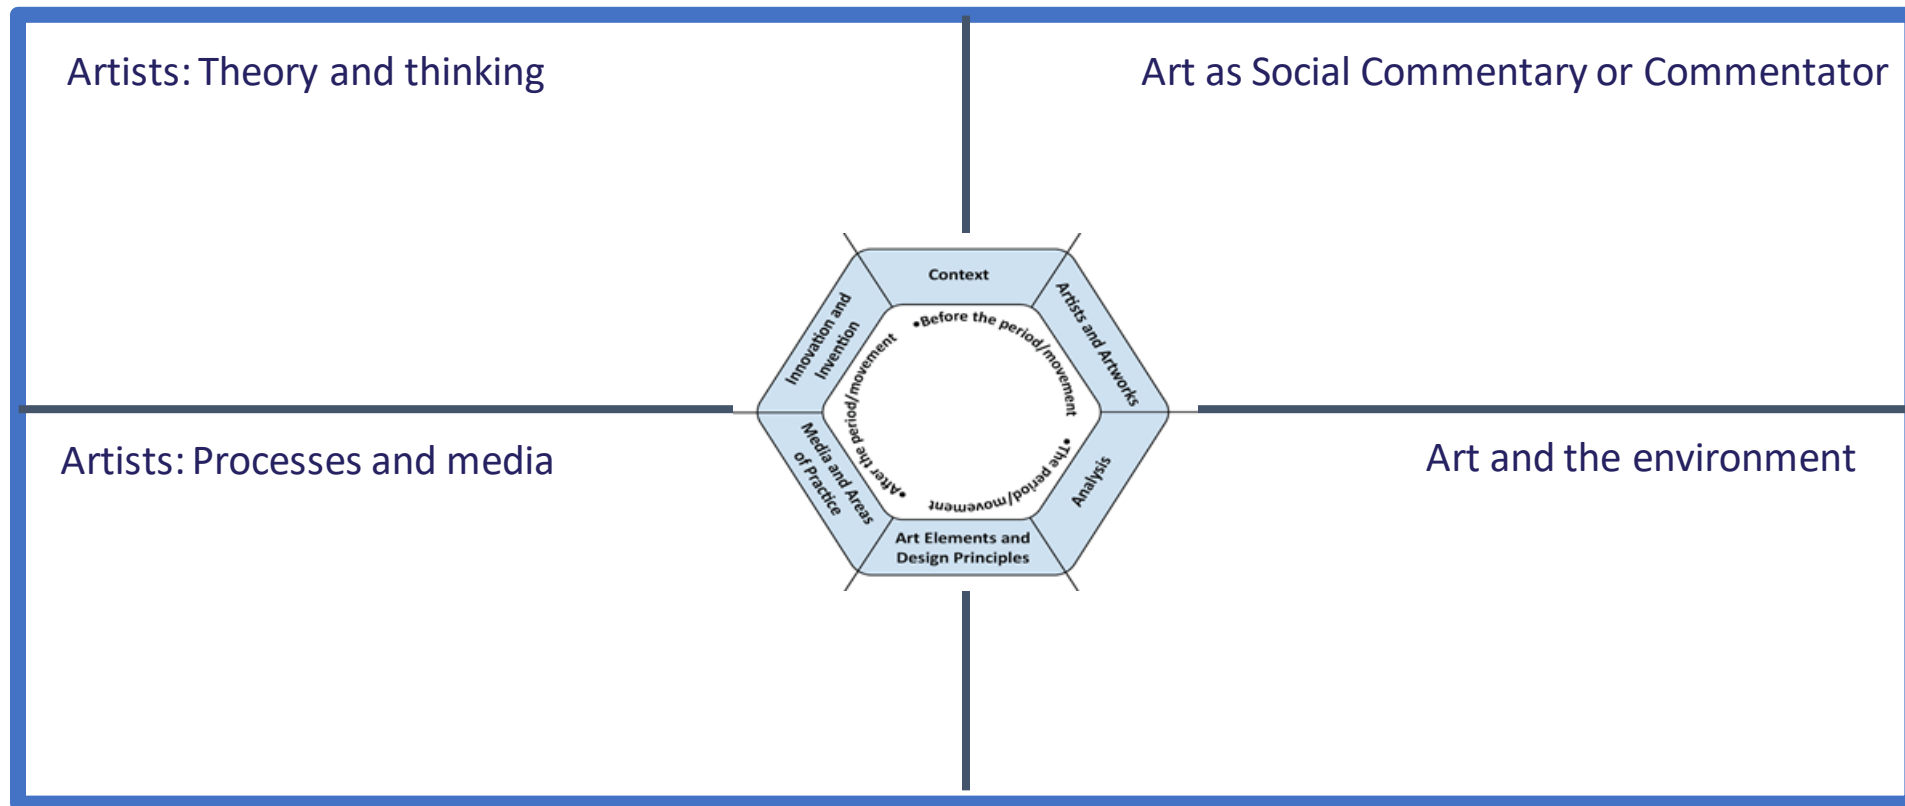 Artists: Theory and thinking
Art as Social Commentary or Commentator
Context
Artists and Artworks
Analysis
Art Elements and
Design Principles
Media and Areas
of Practice
Innovation and
Invention
•Before the period/movement
•The period/movement
•After the period/movement
Artists: Processes and media
Art and the environment